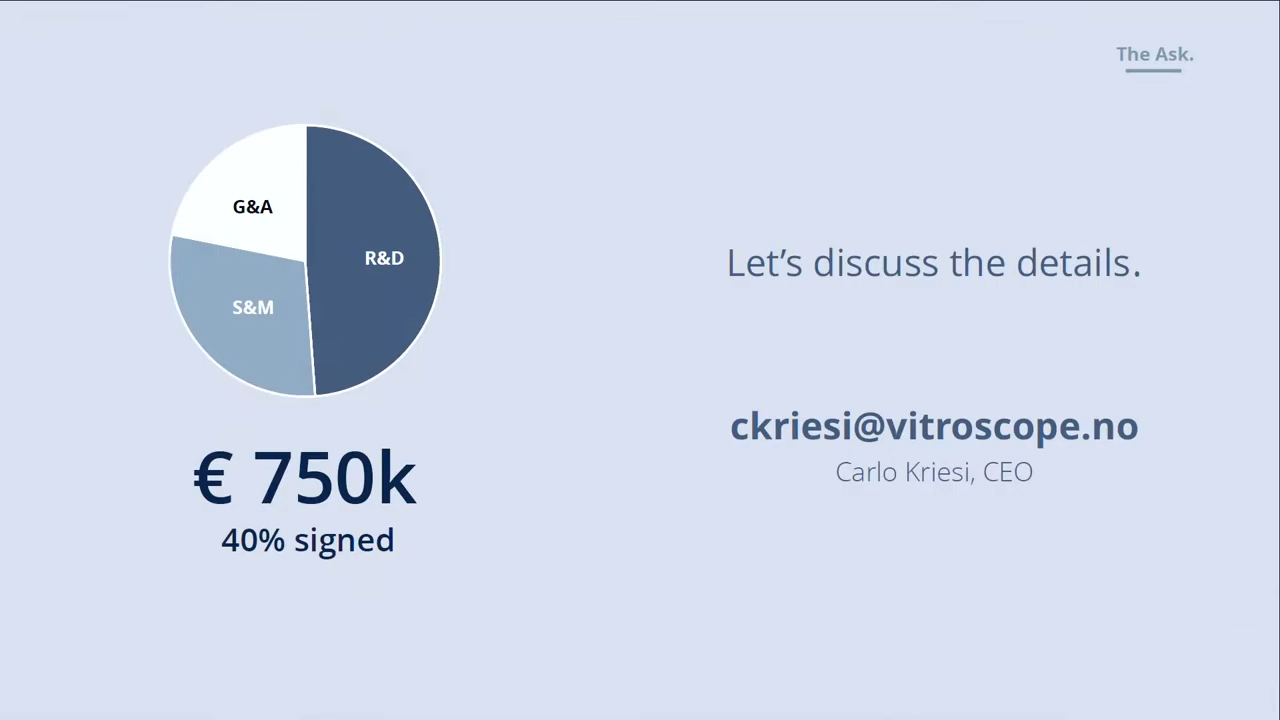 The Ask.
G&A
R&D
S&M
€ 750k
40% signed
Let’s discuss the details.
ckriesi@vitroscope.no
Carlo Kriesi, CEO